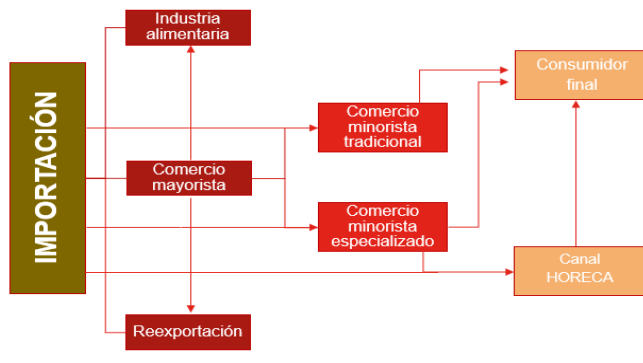 Industria
alimentaria
IMPORTACIÓN
Comercio
mayorista
Reexportación
Comercio
minorista
tradicional
Comercio
minorista
especializado
Consumidor
final
Canal
HORECA